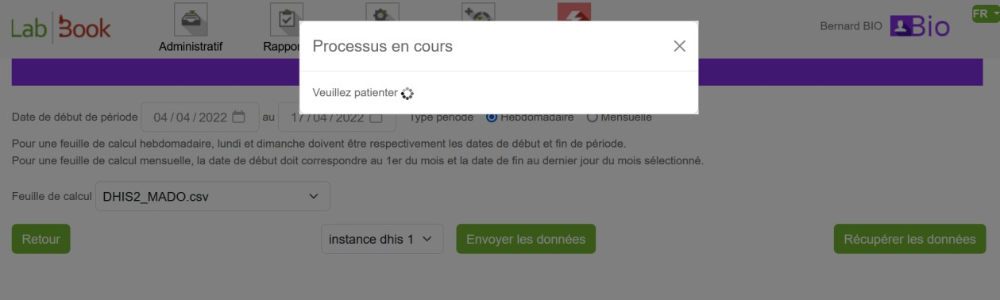 Lab Book
Administratif
Rappor
Bernard BIO
Bio
FR
Processus en cours
Veuillez patienter
Date de début de période 04/04/2022 au 17/04/2022 Type période Hebdomadaire Mensuelle
Pour une feuille de calcul hebdomadaire, lundi et dimanche doivent être respectivement les dates de début et fin de période.
Pour une feuille de calcul mensuelle, la date de début doit correspondre au 1er du mois et la date de fin au dernier jour du mois sélectionné.
Feuille de calcul DHIS2_MADO.csv
Retour instance dhis 1 Envoyer les données Récupérer les données